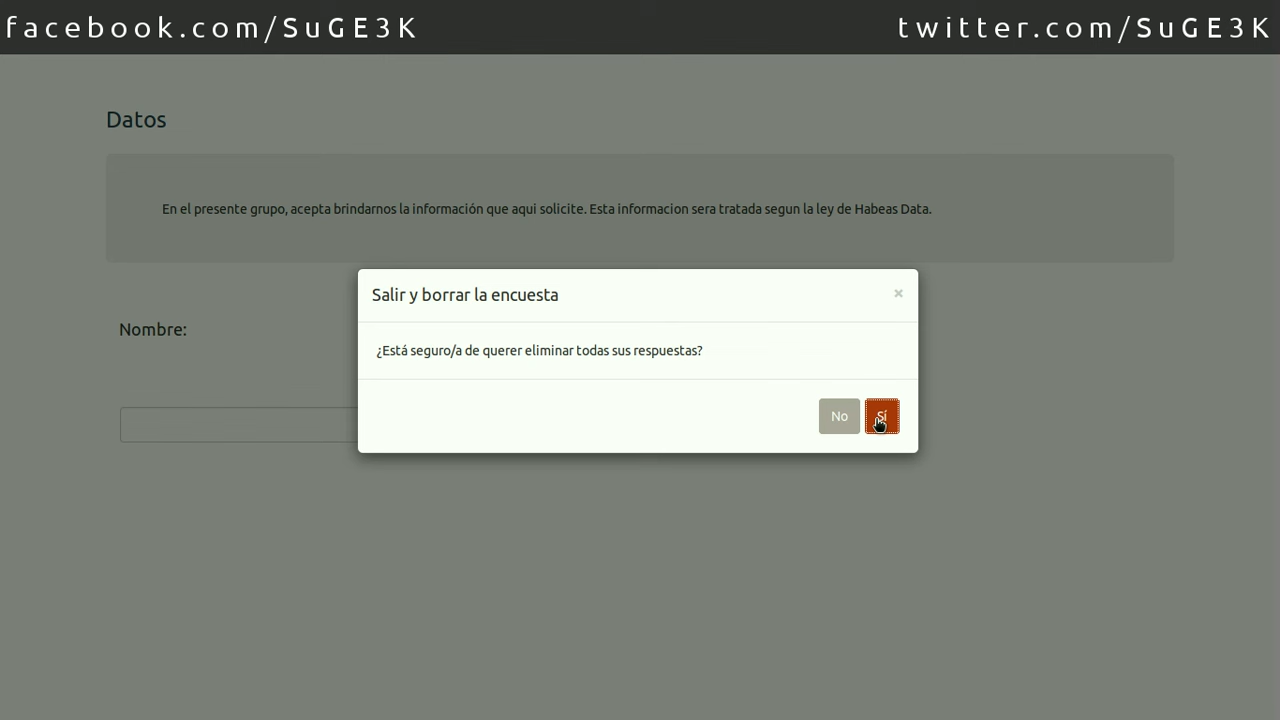 facebook.com/SuGE3K
twitter.com/SuGE3K
Datos
En el presente grupo, acepta brindarnos la información que aqui solicite. Esta informacion sera tratada segun la ley de Habeas Data.
Salir y borrar la encuesta
×
Nombre:
¿Está seguro/a de querer eliminar todas sus respuestas?
No
Sí